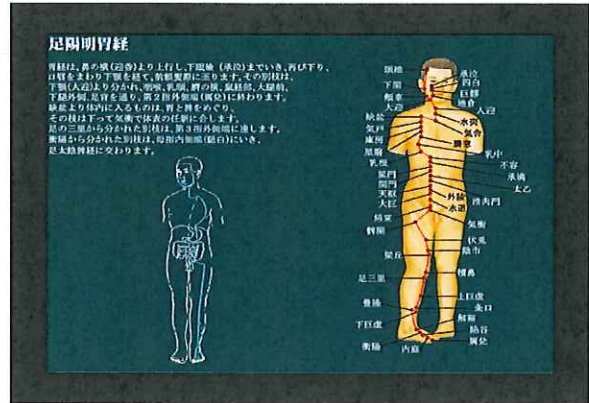 足陽明胃経
胃経は、鼻の横(迎香)より上行し、下眼瞼(承泣)までいき、再び下り、
口唇をまわり下顎を経て、前額髪際に至ります。その別枝は、
下顎(人迎)より分かれ、咽喉、乳頭、臍の横、鼠経部、大腿前、
下腿外側、足背を通り、第2指外側端(厲兌)に終わります。
缺盆より体内に入るものは、胃と脾をめぐり、
その枝は下って気衝で体表の任脈に合します。
足の三里から分かれた別枝は、第3指外側端に達します。
衝陽から分かれた別枝は、母指内側端(隠白)にいき、
足太陰脾経に交わります。
頭維
承泣
下関
四白
巨髎
頬車
地倉
大迎
人迎
缺盆
水突
気戸
気舎
庫房
膺窓
屋翳
乳中
乳根
不容
承満
梁門
太乙
関門
天枢
外陵
滑肉門
大巨
水道
帰来
気衝
髀関
伏兎
陰市
梁丘
犢鼻
足三里
上巨虚
豊隆
条口
下巨虚
解谿
陥谷
衝陽
厲兌
内庭